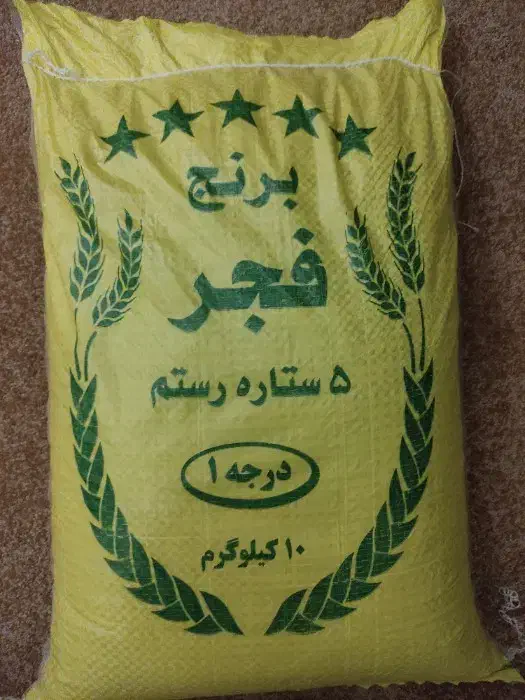 برنج
فجر
۵ ستاره رستم
درجه ۱
۱۰ کیلوگرم